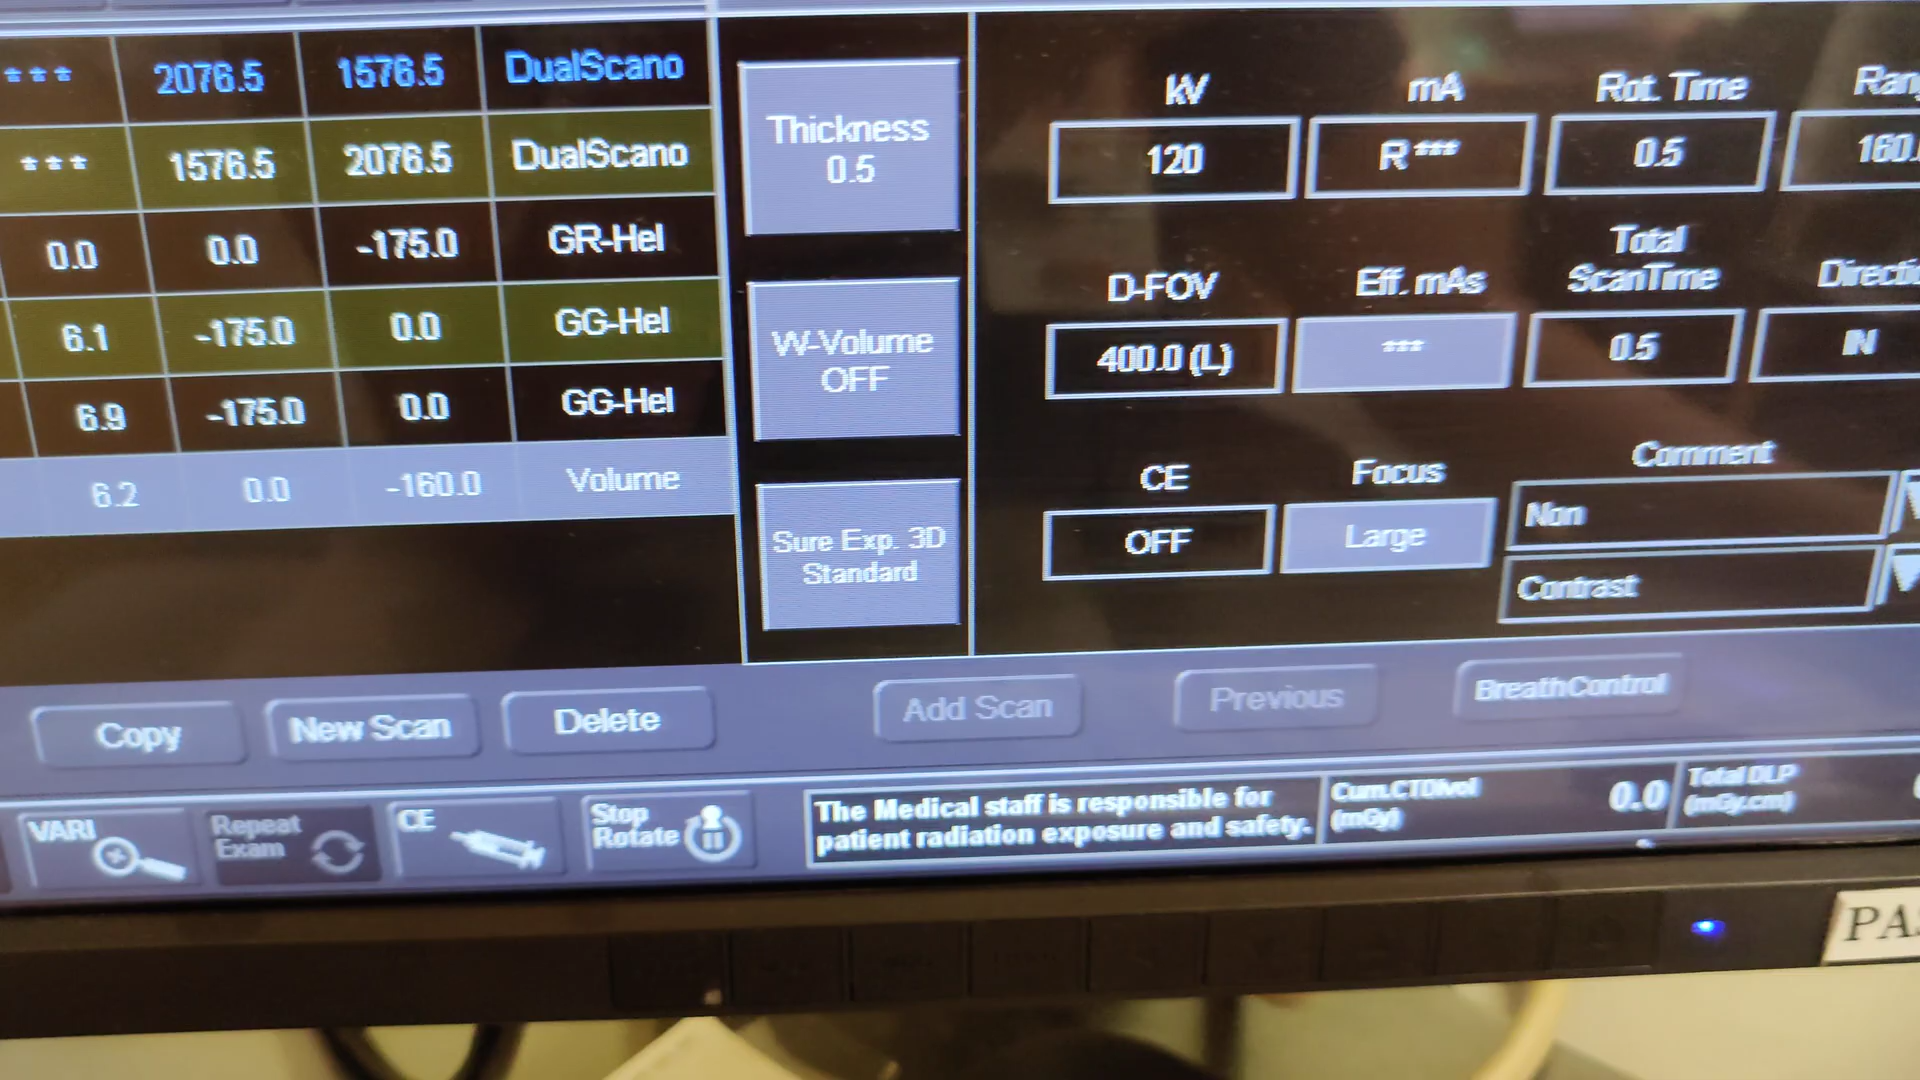 *** 2076.5 1576.5 DualScano
*** 1576.5 2076.5 DualScano
0.0 0.0 -175.0 GR-Hel
6.1 -175.0 0.0 GG-Hel
6.9 -175.0 0.0 GG-Hel
6.2 0.0 -160.0 Volume
Thickness
0.5
W-Volume
OFF
Sure Exp. 3D
Standard
kV mA Rot. Time
120 R *** 0.5 160.
D-FOV Eff. mAs Total
ScanTime
400.0 (L) *** 0.5 IN
CE Focus Comment
OFF Large Non
Contrast
Copy New Scan Delete Add Scan Previous BreathControl
VARI
Repeat
Exam
CE
Stop
Rotate
The Medical staff is responsible for
patient radiation exposure and safety.
Cum.CTDIvol
(mGy)
0.0
Total DLP
(mGy.cm)
PA